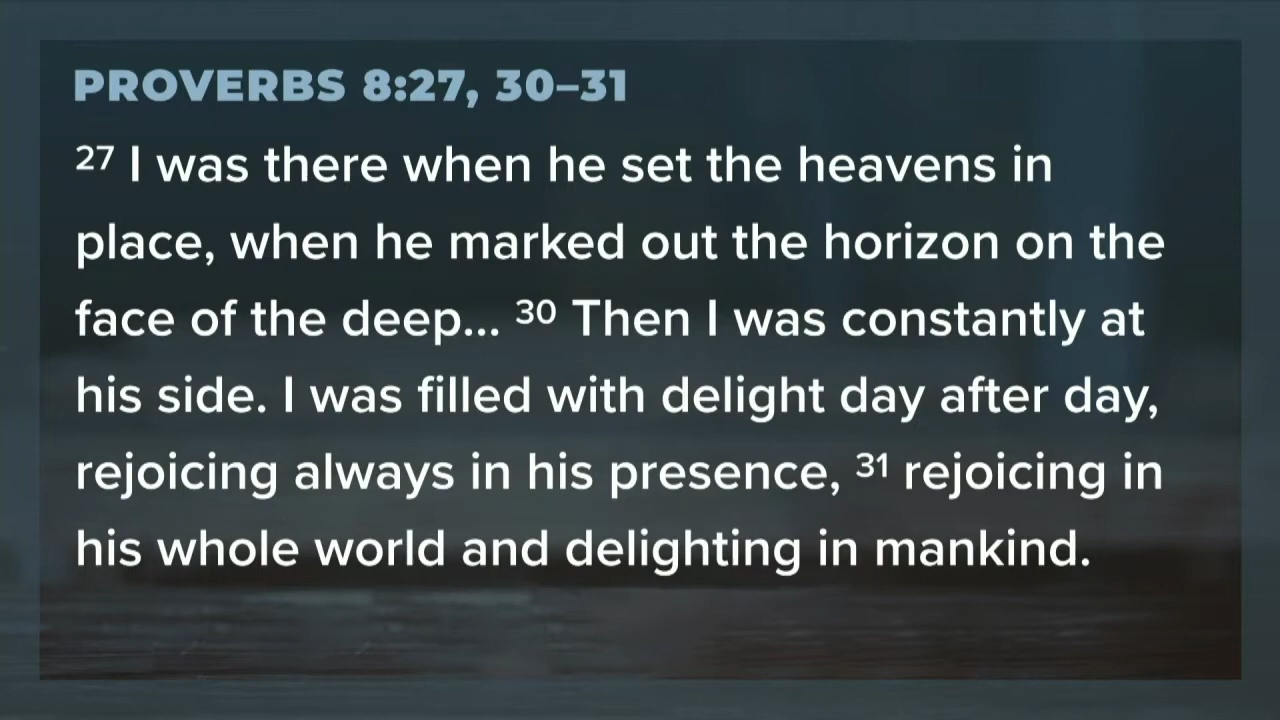 PROVERBS 8:27, 30–31
27 I was there when he set the heavens in
place, when he marked out the horizon on the
face of the deep... 30 Then I was constantly at
his side. I was filled with delight day after day,
rejoicing always in his presence, 31 rejoicing in
his whole world and delighting in mankind.